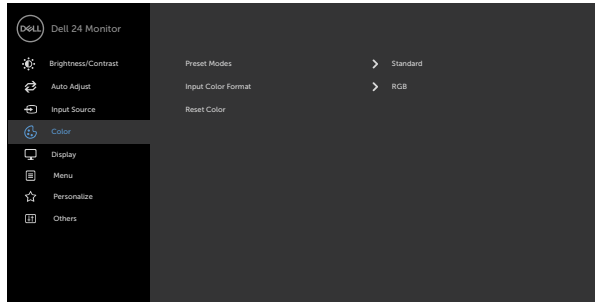 DELL Dell 24 Monitor
Brightness/Contrast Preset Modes Standard
Auto Adjust Input Color Format RGB
Input Source Reset Color
Color
Display
Menu
Personalize
Others